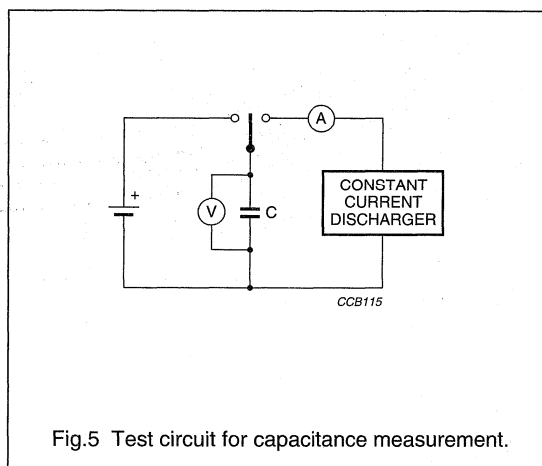 +
A
V
C
CONSTANT
CURRENT
DISCHARGER
CCB115
Fig.5 Test circuit for capacitance measurement.